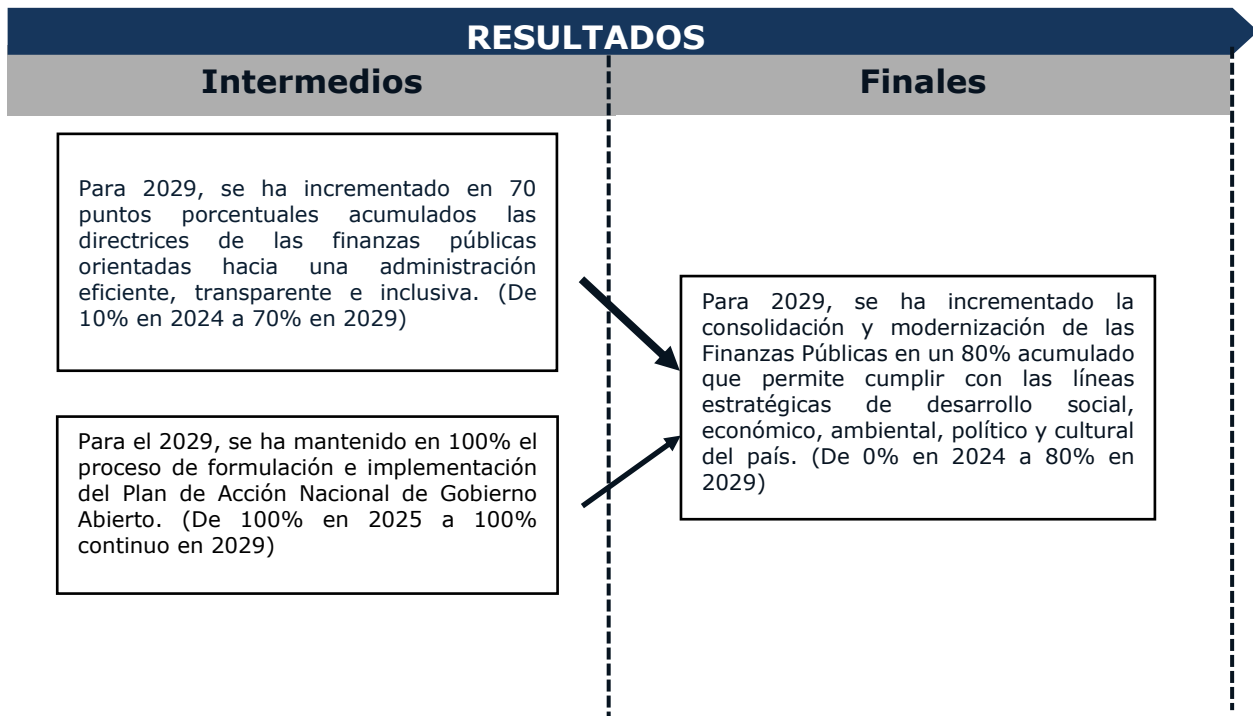 RESULTADOS
Intermedios
Finales
Para 2029, se ha incrementado en 70
puntos porcentuales acumulados las
directrices de las finanzas públicas
orientadas hacia una administración
eficiente, transparente e inclusiva. (De
10% en 2024 a 70% en 2029)
Para el 2029, se ha mantenido en 100% el
proceso de formulación e implementación
del Plan de Acción Nacional de Gobierno
Abierto. (De 100% en 2025 a 100%
continuo en 2029)
Para 2029, se ha incrementado la
consolidación y modernización de las
Finanzas Públicas en un 80% acumulado
que permite cumplir con las líneas
estratégicas de desarrollo social,
económico, ambiental, político y cultural
del país. (De 0% en 2024 a 80% en
2029)